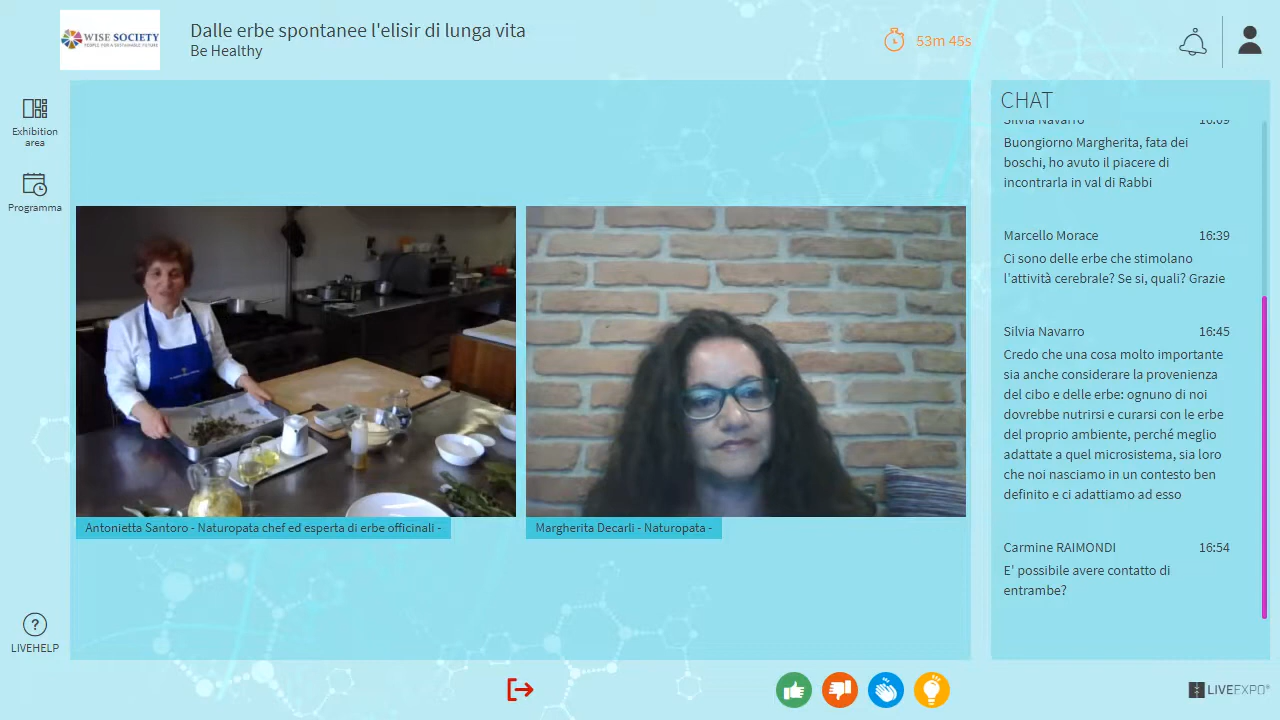 WISE SOCIETY
PEOPLE FOR A SUSTAINABLE FUTURE
Dalle erbe spontanee l'elisir di lunga vita
Be Healthy
53m 45s
Exhibition
area
Programma
LIVEHELP
?
Antonietta Santoro - Naturopata chef ed esperta di erbe officinali -
Margherita Decarli - Naturopata -
CHAT
Silvia Navarro 16:09
Buongiorno Margherita, fata dei
boschi, ho avuto il piacere di
incontrarla in val di Rabbi
Marcello Morace 16:39
Ci sono delle erbe che stimolano
l'attività cerebrale? Se si, quali? Grazie
Silvia Navarro 16:45
Credo che una cosa molto importante
sia anche considerare la provenienza
del cibo e delle erbe: ognuno di noi
dovrebbe nutrirsi e curarsi con le erbe
del proprio ambiente, perché meglio
adattate a quel microsistema, sia loro
che noi nasciamo in un contesto ben
definito e ci adattiamo ad esso
Carmine RAIMONDI 16:54
E' possibile avere contatto di
entrambe?
LIVEEXPO